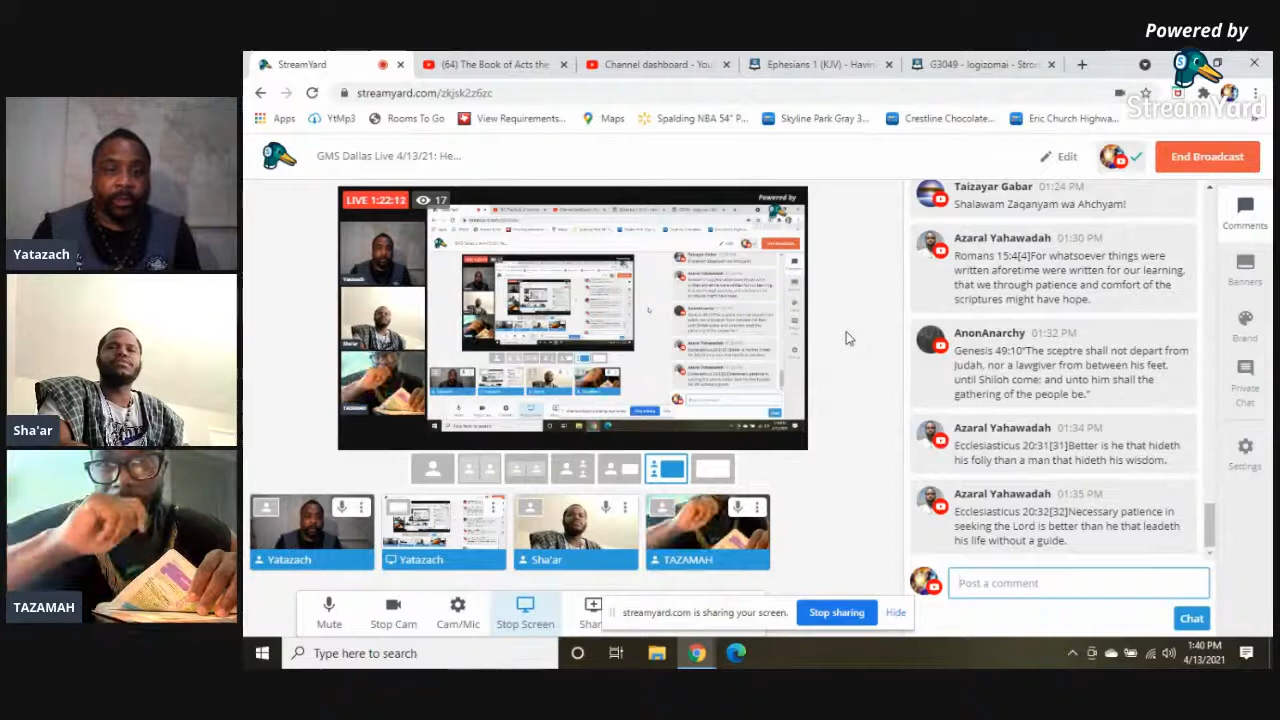 Powered by
StreamYard
Yatazach
Sha'ar
TAZAMAH
StreamYard
(64) The Book of Acts the
Channel dashboard - You
Ephesians 1 (KJV) - Havin
G3049 - logizomai - Stron
streamyard.com/zkjsk2z6zc
Apps
YtMp3
Rooms To Go
View Requirements...
Maps
Spalding NBA 54" P...
Skyline Park Gray 3...
Crestline Chocolate...
Eric Church Highwa...
GMS Dallas Live 4/13/21: He...
Edit
End Broadcast
LIVE 1:22:13
17
Powered by
Yatazach
Yatazach
Sha'ar
TAZAMAH
Mute
Stop Cam
Cam/Mic
Stop Screen
Shar
streamyard.com is sharing your screen.
Stop sharing
Hide
Taizayar Gabar 01:24 PM
Shalawam Zaqanyam wa Ahchyam!
Azaral Yahawadah 01:30 PM
Romans 15:4[4]For whatsoever things were
written aforetime were written for our learning,
that we through patience and comfort of the
scriptures might have hope.
AnonAnarchy 01:32 PM
Genesis 49:10"The sceptre shall not depart from
Judah, nor a lawgiver from between his feet,
until Shiloh come; and unto him shall the
gathering of the people be."
Azaral Yahawadah 01:34 PM
Ecclesiasticus 20:31[31]Better is he that hideth
his folly than a man that hideth his wisdom.
Azaral Yahawadah 01:35 PM
Ecclesiasticus 20:32[32]Necessary patience in
seeking the Lord is better than he that leadeth
his life without a guide.
Post a comment
Chat
Comments
Banners
Brand
Private
Chat
Settings
Type here to search
1:40 PM
4/13/2021